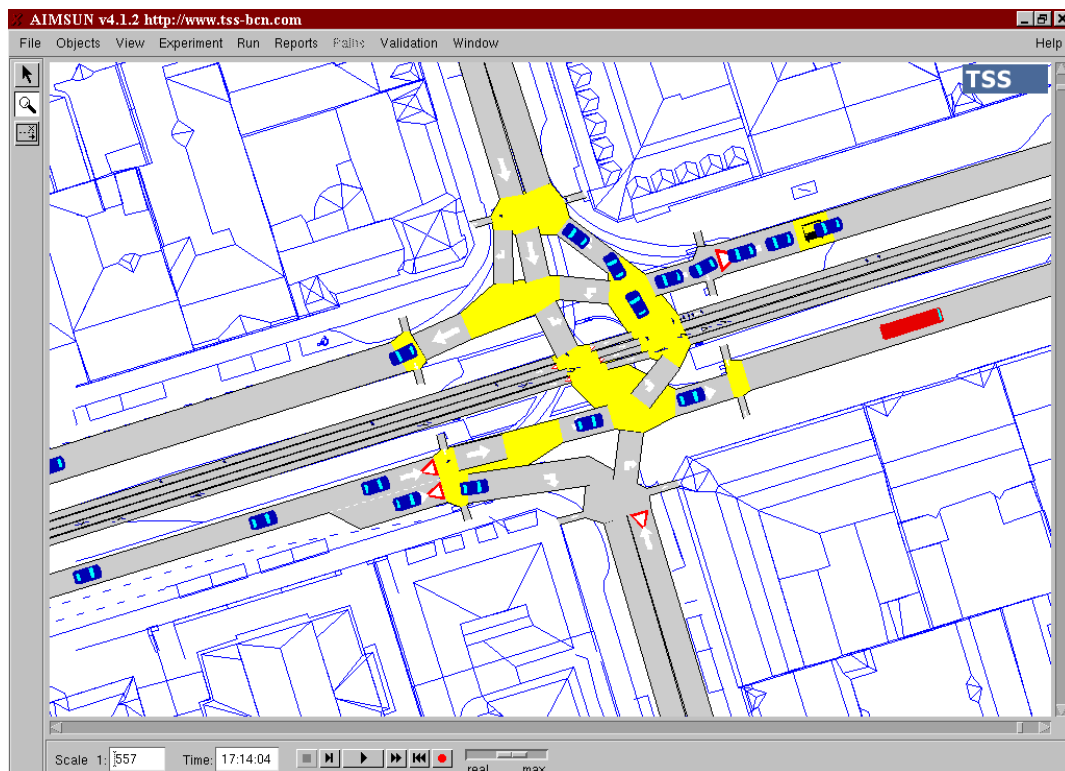 AIMSUN v4.1.2 http://www.tss-bcn.com
File Objects View Experiment Run Reports Paths Validation Window Help
TSS
Scale 1: 557 Time: 17:14:04
real max